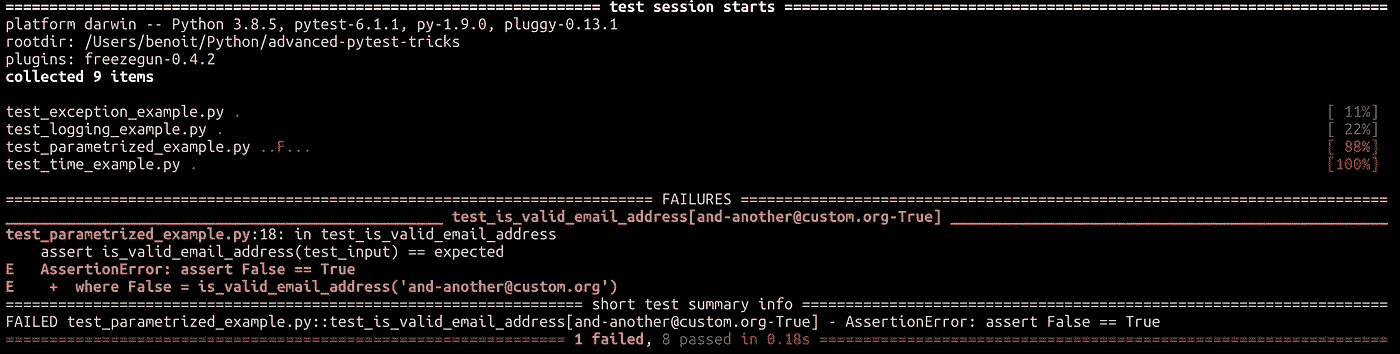 ============ test session starts ============
platform darwin -- Python 3.8.5, pytest-6.1.1, py-1.9.0, pluggy-0.13.1
rootdir: /Users/benoit/Python/advanced-pytest-tricks
plugins: freezegun-0.4.2
collected 9 items
test_exception_example.py . [ 11%]
test_logging_example.py . [ 22%]
test_parametrized_example.py ..F... [ 88%]
test_time_example.py . [100%]
============ FAILURES ============
____________ test_is_valid_email_address[and-another@custom.org-True] ____________
test_parametrized_example.py:18: in test_is_valid_email_address
    assert is_valid_email_address(test_input) == expected
E   AssertionError: assert False == True
E    +  where False = is_valid_email_address('and-another@custom.org')
============ short test summary info ============
FAILED test_parametrized_example.py::test_is_valid_email_address[and-another@custom.org-True] - AssertionError: assert False == True
============ 1 failed, 8 passed in 0.18s ============